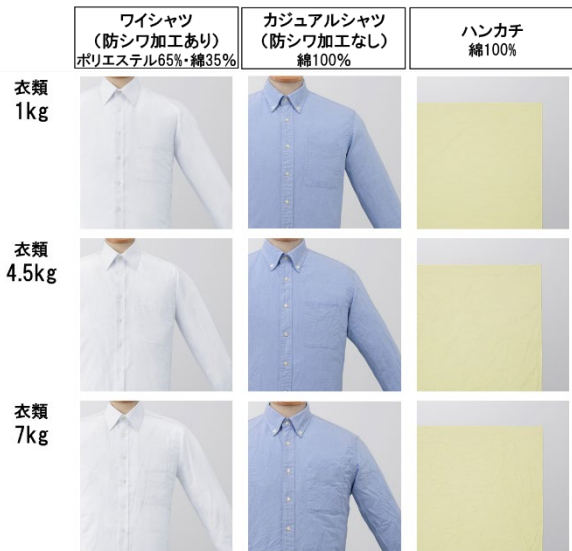 ワイシャツ
(防シワ加工あり)
ポリエステル65%・綿35%
カジュアルシャツ
(防シワ加工なし)
綿100%
ハンカチ
綿100%
衣類
1kg
衣類
4.5kg
衣類
7kg